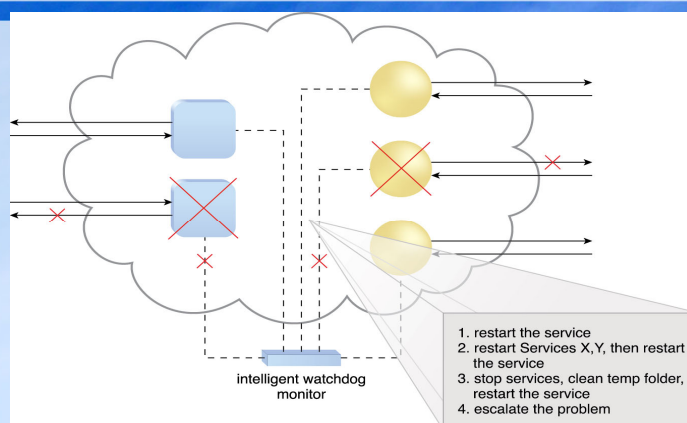 intelligent watchdog
monitor
1. restart the service
2. restart Services X,Y, then restart
the service
3. stop services, clean temp folder,
restart the service
4. escalate the problem